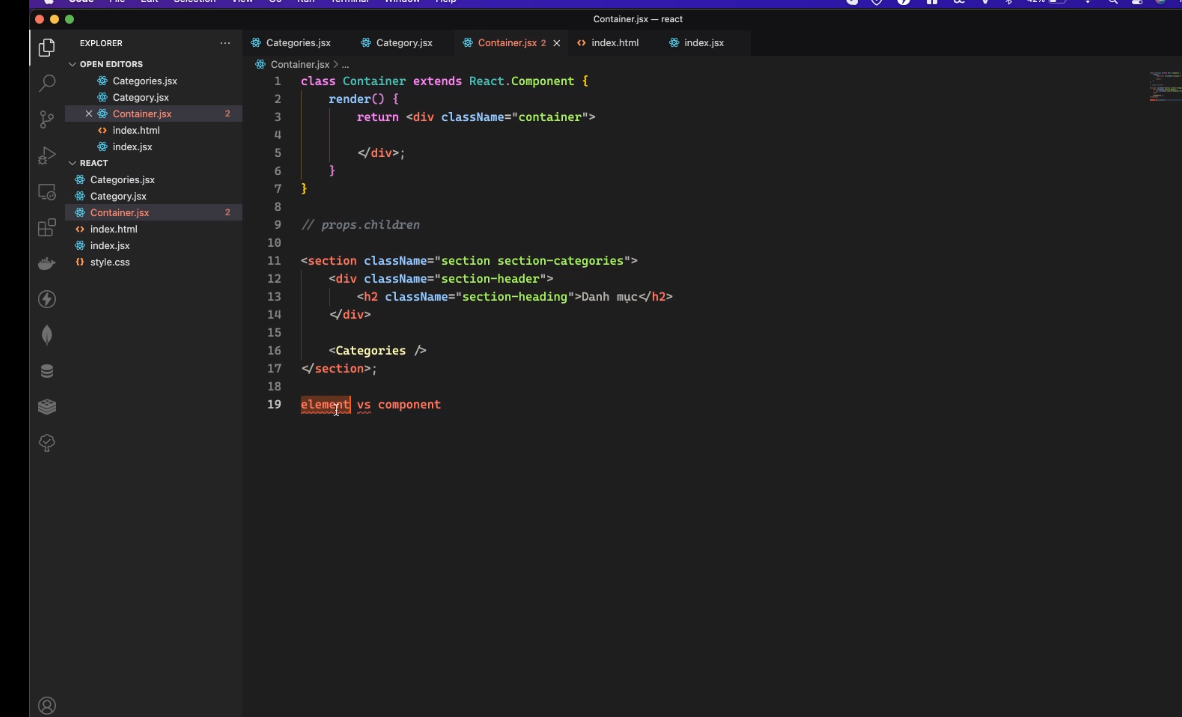 Code File Edit Selection View Go Run Terminal Window Help 42%
Container.jsx — react
EXPLORER
Categories.jsx Category.jsx Container.jsx 2 index.html index.jsx
OPEN EDITORS
Container.jsx > ...
Categories.jsx
Category.jsx
Container.jsx 2
index.html
index.jsx
REACT
Categories.jsx
Category.jsx
Container.jsx 2
index.html
index.jsx
style.css
1 class Container extends React.Component {
2 render() {
3 return <div className="container">
4
5 </div>;
6 }
7 }
8
9 // props.children
10
11 <section className="section section-categories">
12 <div className="section-header">
13 <h2 className="section-heading">Danh mục</h2>
14 </div>
15
16 <Categories />
17 </section>;
18
19 element vs component